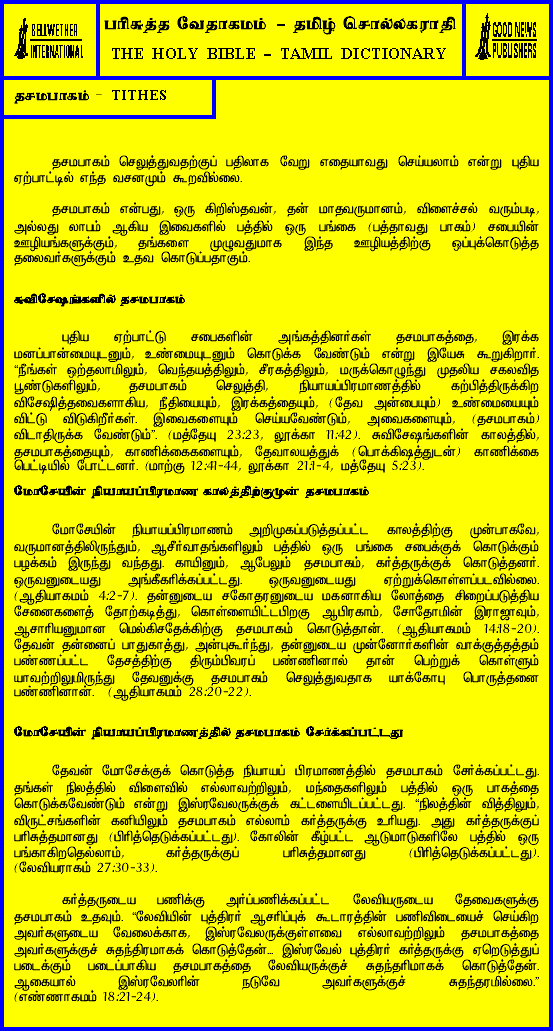 BELLWETHER
INTERNATIONAL
பரிசுத்த வேதாகமம் – தமிழ் சொல்லகராதி
THE HOLY BIBLE – TAMIL DICTIONARY
GOOD NEWS
PUBLISHERS
தசமபாகம் – TITHES
தசமபாகம் செலுத்துவதற்குப் பதிலாக வேறு எதையாவது செய்யலாம் என்று புதிய
ஏற்பாட்டில் எந்த வசனமும் கூறவில்லை.
தசமபாகம் என்பது, ஒரு கிறிஸ்தவன், தன் மாதவருமானம், விளைச்சல் வரும்படி,
அல்லது லாபம் ஆகிய இவைகளில் பத்தில் ஒரு பங்கை (பத்தாவது பாகம்) சபையின்
ஊழியங்களுக்கும், தங்களை முழுவதுமாக இந்த ஊழியத்திற்கு ஒப்புக்கொடுத்த
தலைவர்களுக்கும் உதவ கொடுப்பதாகும்.
சுவிசேஷங்களில் தசமபாகம்
புதிய ஏற்பாட்டு சபைகளின் அங்கத்தினர்கள் தசமபாகத்தை, இரக்க
மனப்பான்மையுடனும், உண்மையுடனும் கொடுக்க வேண்டும் என்று இயேசு கூறுகிறார்.
“நீங்கள் ஒற்தலாமிலும், வெந்தயத்திலும், சீரகத்திலும், மருக்கொழுந்து முதலிய சகலவித
பூண்டுகளிலும், தசமபாகம் செலுத்தி, நியாயப்பிரமாணத்தில் கற்பித்திருக்கிற
விசேஷித்தவைகளாகிய, நீதியையும், இரக்கத்தையும், (தேவ அன்பையும்) உண்மையையும்
விட்டு விடுகிறீர்கள். இவைகளையும் செய்யவேண்டும், அவைகளையும், (தசமபாகம்)
விடாதிருக்க வேண்டும்”. (மத்தேயு 23:23, லூக்கா 11:42). சுவிசேஷங்களின் காலத்தில்,
தசமபாகத்தையும், காணிக்கைகளையும், தேவாலயத்துக் (பொக்கிஷத்துடன்) காணிக்கை
பெட்டியில் போட்டனர். (மாற்கு 12:41-44, லூக்கா 21:1-4, மத்தேயு 5:23).
மோசேயின் நியாயப்பிரமாண காலத்திற்குமுன் தசமபாகம்
மோசேயின் நியாயப்பிரமாணம் அறிமுகப்படுத்தப்பட்ட காலத்திற்கு முன்பாகவே,
வருமானத்திலிருந்தும், ஆசீர்வாதங்களிலும் பத்தில் ஒரு பங்கை சபைக்குக் கொடுக்கும்
பழக்கம் இருந்து வந்தது. காயினும், ஆபேலும் தசமபாகம், கர்த்தருக்குக் கொடுத்தனர்.
ஒருவனுடையது அங்கீகரிக்கப்பட்டது. ஒருவனுடையது ஏற்றுக்கொள்ளப்படவில்லை.
(ஆதியாகமம் 4:2-7). தன்னுடைய சகோதரனுடைய மகனாகிய லோத்தை சிறைப்படுத்திய
சேனைகளைத் தோற்கடித்து, கொள்ளையிட்டபிறகு ஆபிரகாம், சோதோமின் இராஜாவும்,
ஆசாரியனுமான மெல்கிசதேக்கிற்கு தசமபாகம் கொடுத்தான். (ஆதியாகமம் 14:18-20).
தேவன் தன்னைப் பாதுகாத்து, அன்புகூர்ந்து, தன்னுடைய முன்னோர்களின் வாக்குத்தத்தம்
பண்ணப்பட்ட தேசத்திற்கு திரும்பிவரப் பண்ணினால் தான் பெற்றுக் கொள்ளும்
யாவற்றிலுமிருந்து தேவனுக்கு தசமபாகம் செலுத்துவதாக யாக்கோபு பொருத்தனை
பண்ணினான். (ஆதியாகமம் 28:20-22).
மோசேயின் நியாயப்பிரமாணத்தில் தசமபாகம் சேர்க்கப்பட்டது
தேவன் மோசேக்குக் கொடுத்த நியாயப் பிரமாணத்தில் தசமபாகம் சேர்க்கப்பட்டது.
தங்கள் நிலத்தில் விளைவில் எல்லாவற்றிலும், மந்தைகளிலும் பத்தில் ஒரு பாகத்தை
கொடுக்கவேண்டும் என்று இஸ்ரவேலருக்குக் கட்டளையிடப்பட்டது. “நிலத்தின் வித்திலும்,
விருட்சங்களின் கனியிலும் தசமபாகம் எல்லாம் கர்த்தருக்கு உரியது. அது கர்த்தருக்குப்
பரிசுத்தமானது (பிரித்தெடுக்கப்பட்டது). கோலின் கீழ்பட்ட ஆடுமாடுகளிலே பத்தில் ஒரு
பங்காகிறதெல்லாம், கர்த்தருக்குப் பரிசுத்தமானது (பிரித்தெடுக்கப்பட்டது).
(லேவியராகம் 27:30-33).
கர்த்தருடைய பணிக்கு அர்ப்பணிக்கப்பட்ட லேவியருடைய தேவைகளுக்கு
தசமபாகம் உதவும். “லேவியின் புத்திரர் ஆசரிப்புக் கூடாரத்தின் பணிவிடையைச் செய்கிற
அவர்களுடைய வேலைக்காக, இஸ்ரவேலருக்குள்ளவை எல்லாவற்றிலும் தசமபாகத்தை
அவர்களுக்குச் சுதந்திரமாகக் கொடுத்தேன்... இஸ்ரவேல் புத்திரர் கர்த்தருக்கு ஏறெடுத்துப்
படைக்கும் படைப்பாகிய தசமபாகத்தை லேவியருக்குச் சுதந்தரிமாகக் கொடுத்தேன்.
ஆகையால் இஸ்ரவேலரின் நடுவே அவர்களுக்குச் சுதந்தரமில்லை.”
(எண்ணாகமம் 18:21-24).